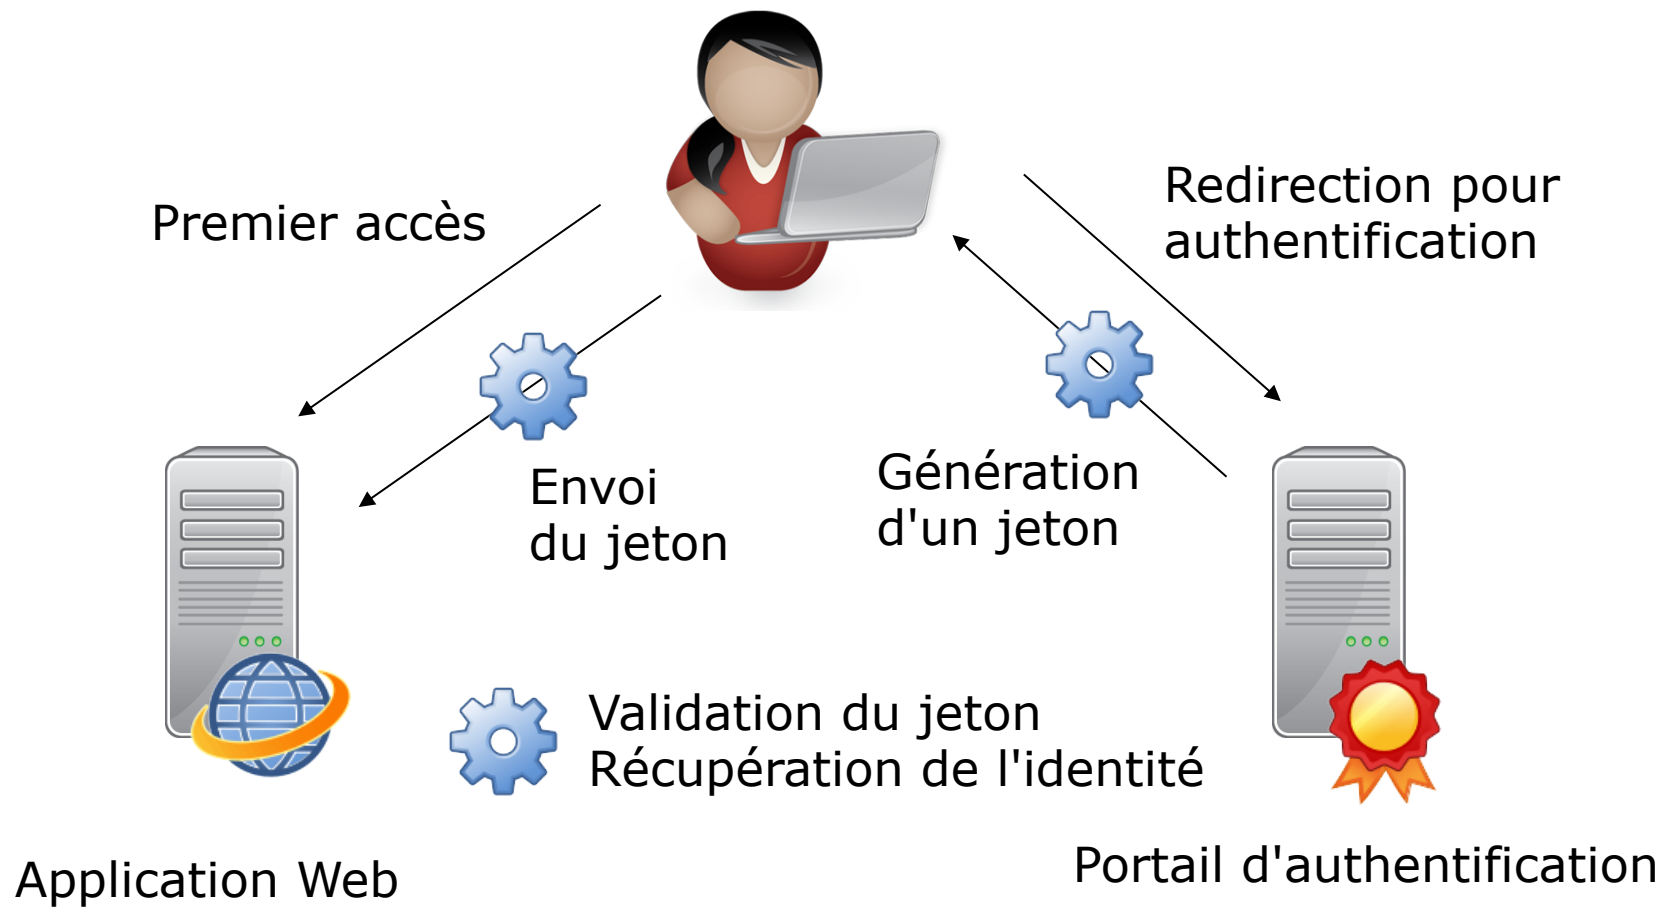 Premier accès
Redirection pour
authentification
Envoi
du jeton
Génération
d'un jeton
Validation du jeton
Récupération de l'identité
Application Web
Portail d'authentification